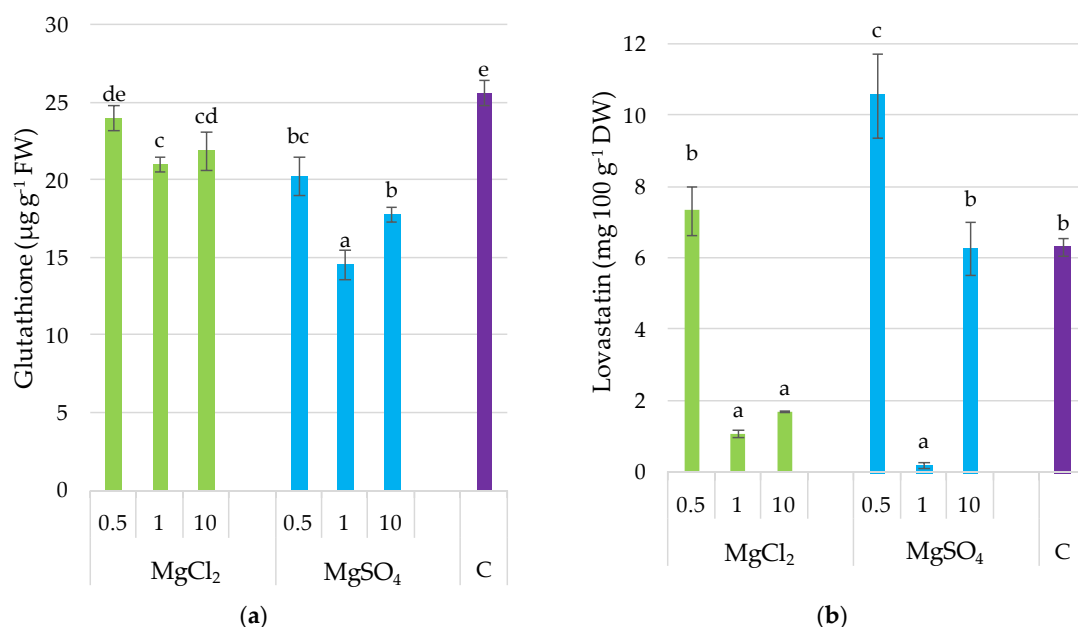 Glutathione (µg g⁻¹ FW)
30
25
20
15
10
5
0
de
c
cd
bc
a
b
e
0.5 1 10 0.5 1 10
MgCl₂ MgSO₄ C
(a)
Lovastatin (mg 100 g⁻¹ DW)
12
10
8
6
4
2
0
b
a
a
c
a
b
b
0.5 1 10 0.5 1 10
MgCl₂ MgSO₄ C
(b)